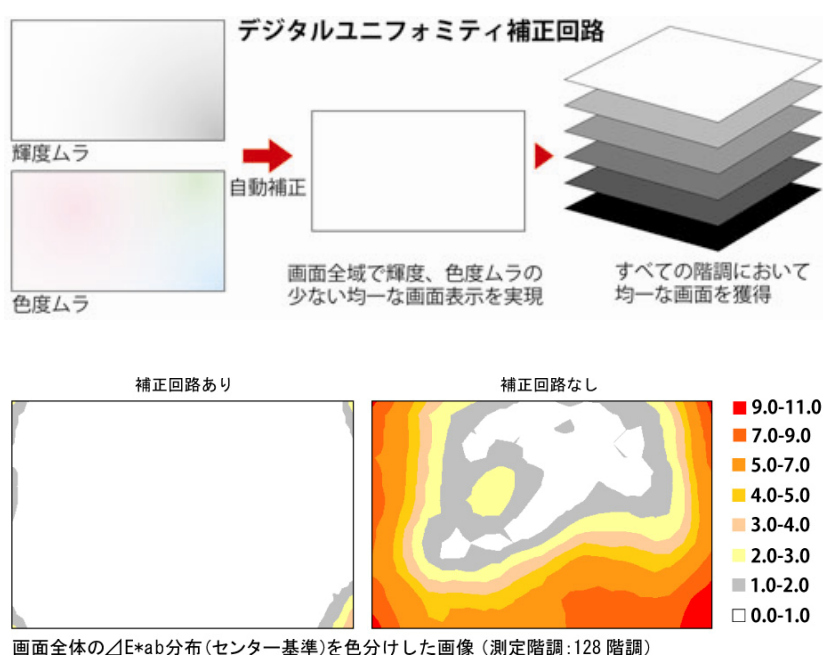 デジタルユニフォミティ補正回路
輝度ムラ
自動補正
色度ムラ
画面全域で輝度、色度ムラの
少ない均一な画面表示を実現
すべての階調において
均一な画面を獲得
補正回路あり
補正回路なし
9.0-11.0
7.0-9.0
5.0-7.0
4.0-5.0
3.0-4.0
2.0-3.0
1.0-2.0
0.0-1.0
画面全体の⊿E*ab分布(センター基準)を色分けした画像 (測定階調:128 階調)